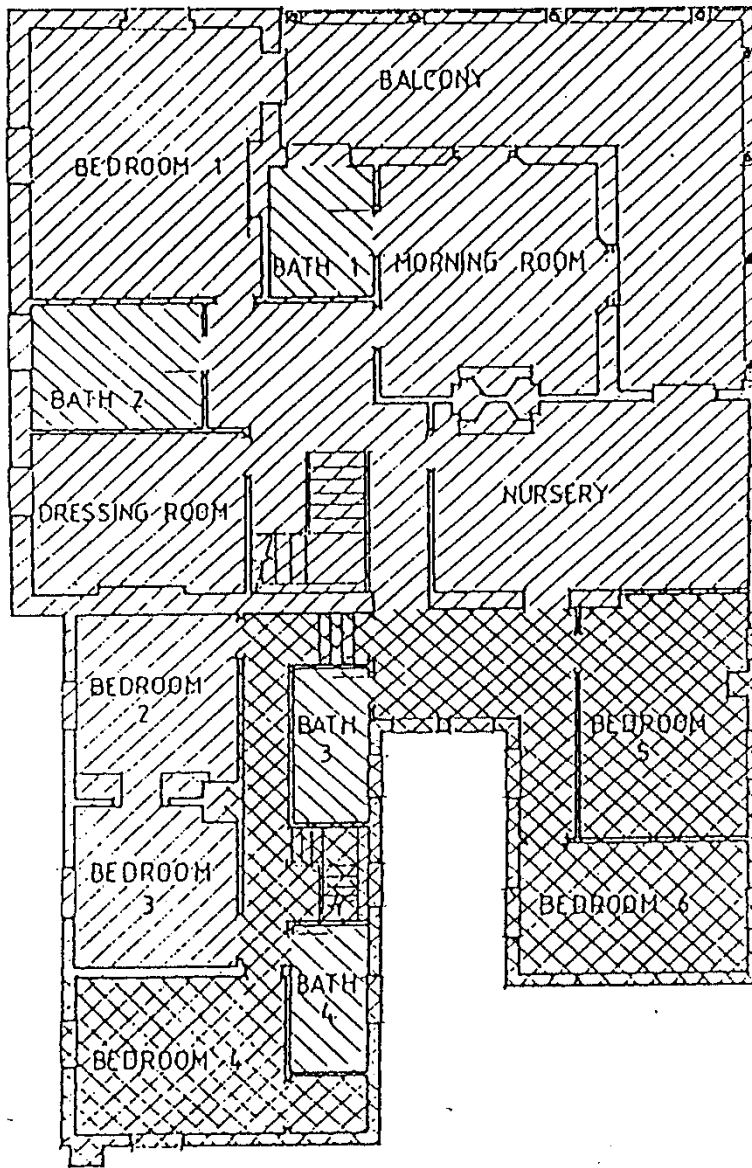 BALCONY
BEDROOM 1
BATH 1
MORNING ROOM
BATH 2
DRESSING ROOM
NURSERY
BEDROOM
2
BATH
3
BEDROOM
5
BEDROOM
3
BEDROOM 6
BATH
4
BEDROOM 4